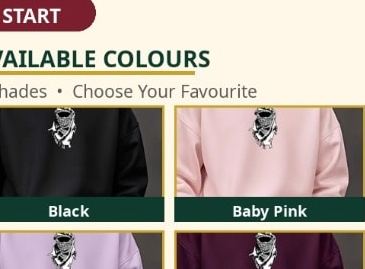 START
VAILABLE COLOURS
hades • Choose Your Favourite
Black
Baby Pink